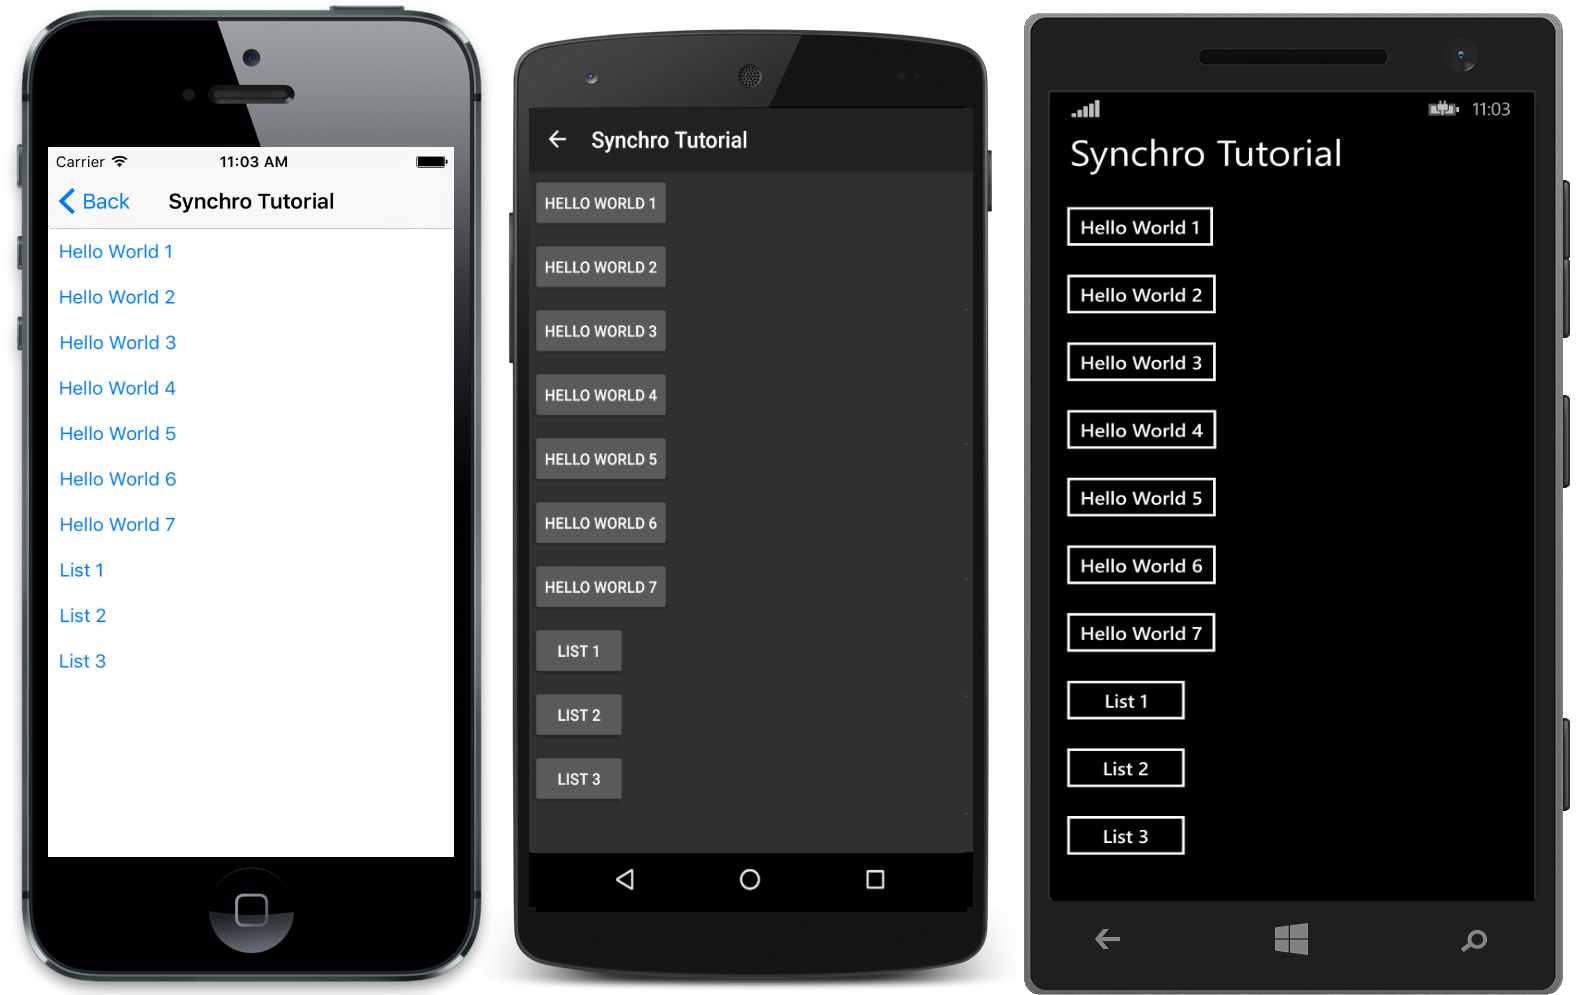 Carrier 11:03 AM
Back Synchro Tutorial
Hello World 1
Hello World 2
Hello World 3
Hello World 4
Hello World 5
Hello World 6
Hello World 7
List 1
List 2
List 3
Synchro Tutorial
HELLO WORLD 1
HELLO WORLD 2
HELLO WORLD 3
HELLO WORLD 4
HELLO WORLD 5
HELLO WORLD 6
HELLO WORLD 7
LIST 1
LIST 2
LIST 3
11:03
Synchro Tutorial
Hello World 1
Hello World 2
Hello World 3
Hello World 4
Hello World 5
Hello World 6
Hello World 7
List 1
List 2
List 3